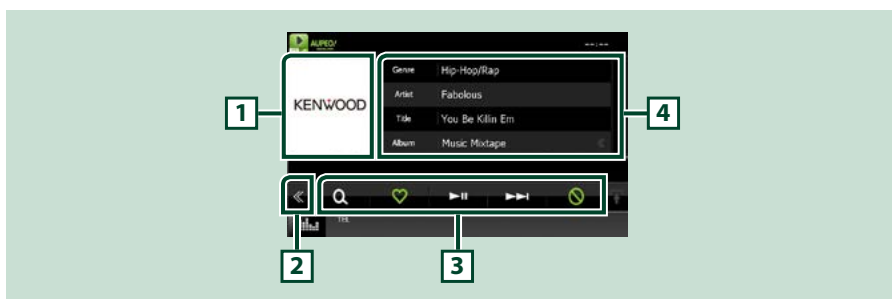 AUPEO!
--:--
Genre Hip-Hop/Rap
Artist Fabolous
Title You Be Killin Em
Album Music Mixtape
KENWOOD
1
4
TEL
2
3